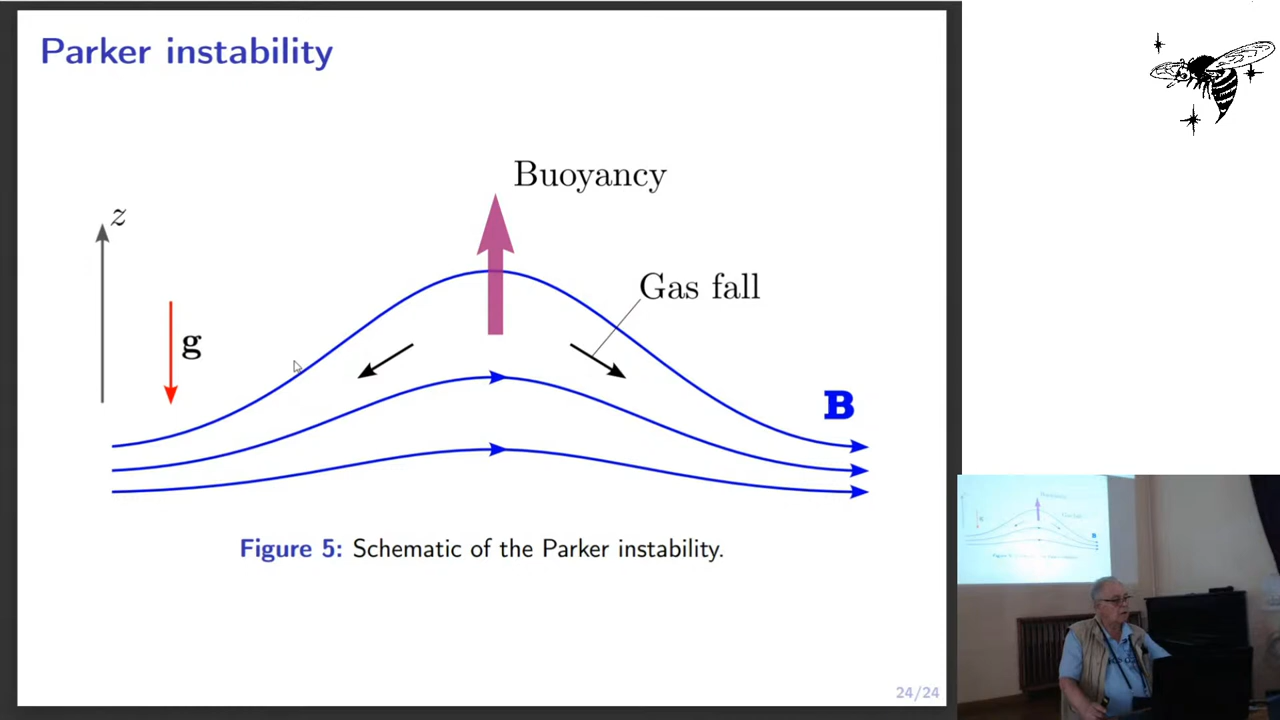 Parker instability
Buoyancy
z
Gas fall
g
B
Figure 5: Schematic of the Parker instability.
24/24